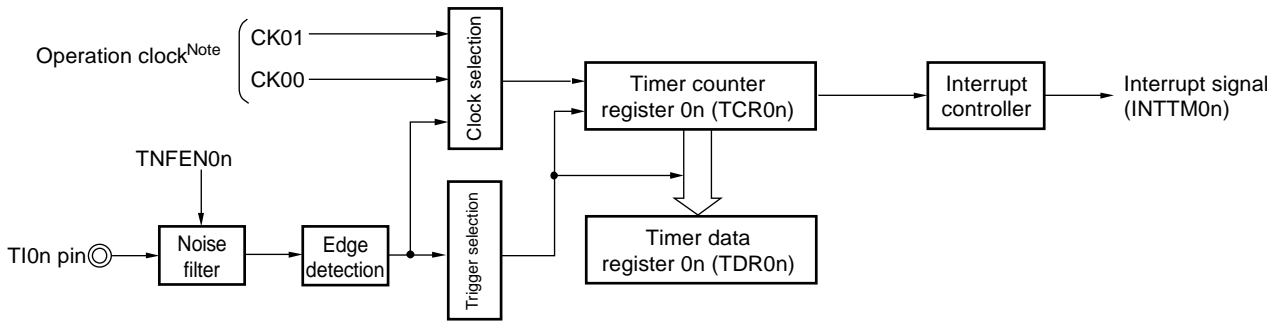 Operation clockNote
CK01
CK00
Clock selection
Timer counter
register 0n (TCR0n)
Interrupt
controller
Interrupt signal
(INTTM0n)
TNFEN0n
TI0n pin
Noise
filter
Edge
detection
Trigger selection
Timer data
register 0n (TDR0n)